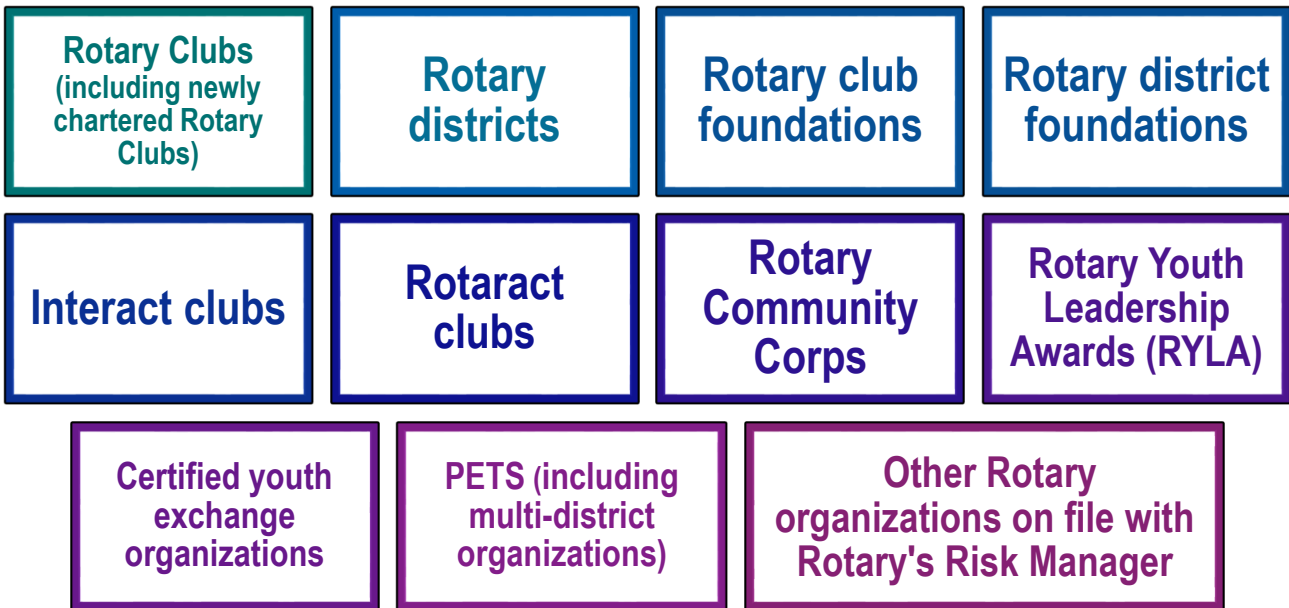 Rotary Clubs
(including newly
chartered Rotary
Clubs)
Rotary
districts
Rotary club
foundations
Rotary district
foundations
Interact clubs
Rotaract
clubs
Rotary
Community
Corps
Rotary Youth
Leadership
Awards (RYLA)
Certified youth
exchange
organizations
PETS (including
multi-district
organizations)
Other Rotary
organizations on file with
Rotary's Risk Manager